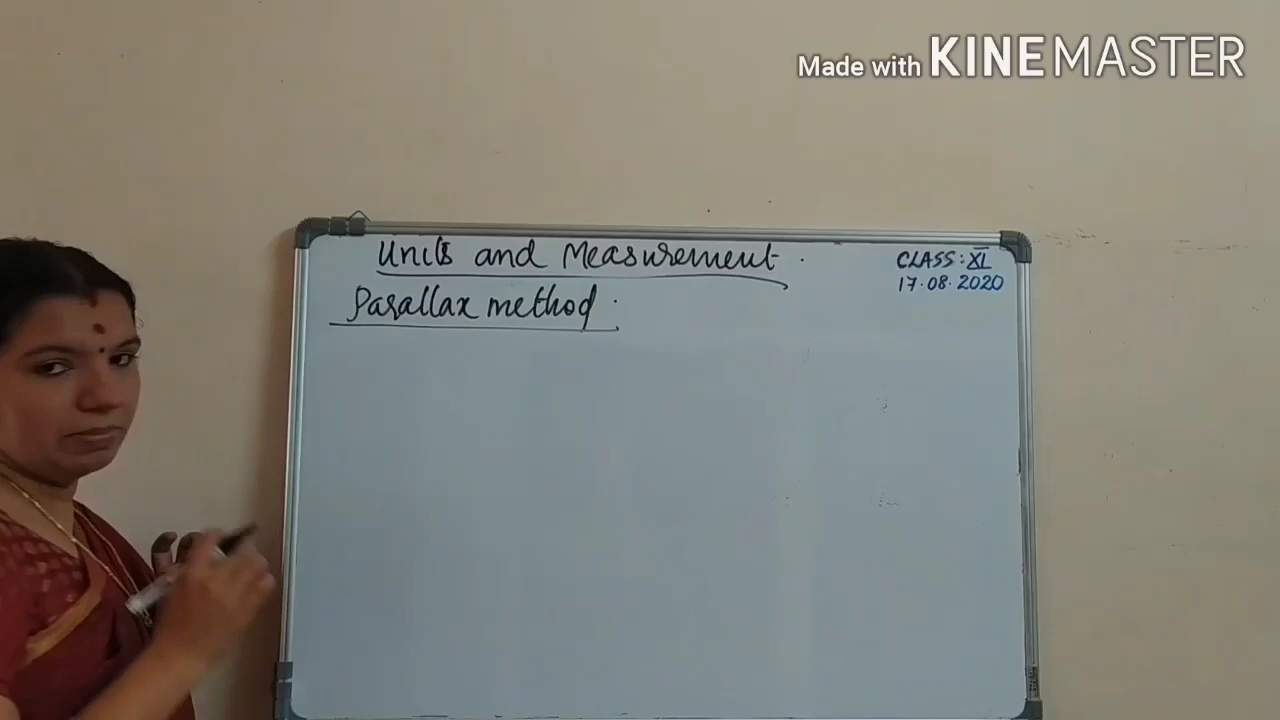 Made with KINEMASTER
Units and Measurement.
CLASS: XI
17.08.2020
Parallax method.